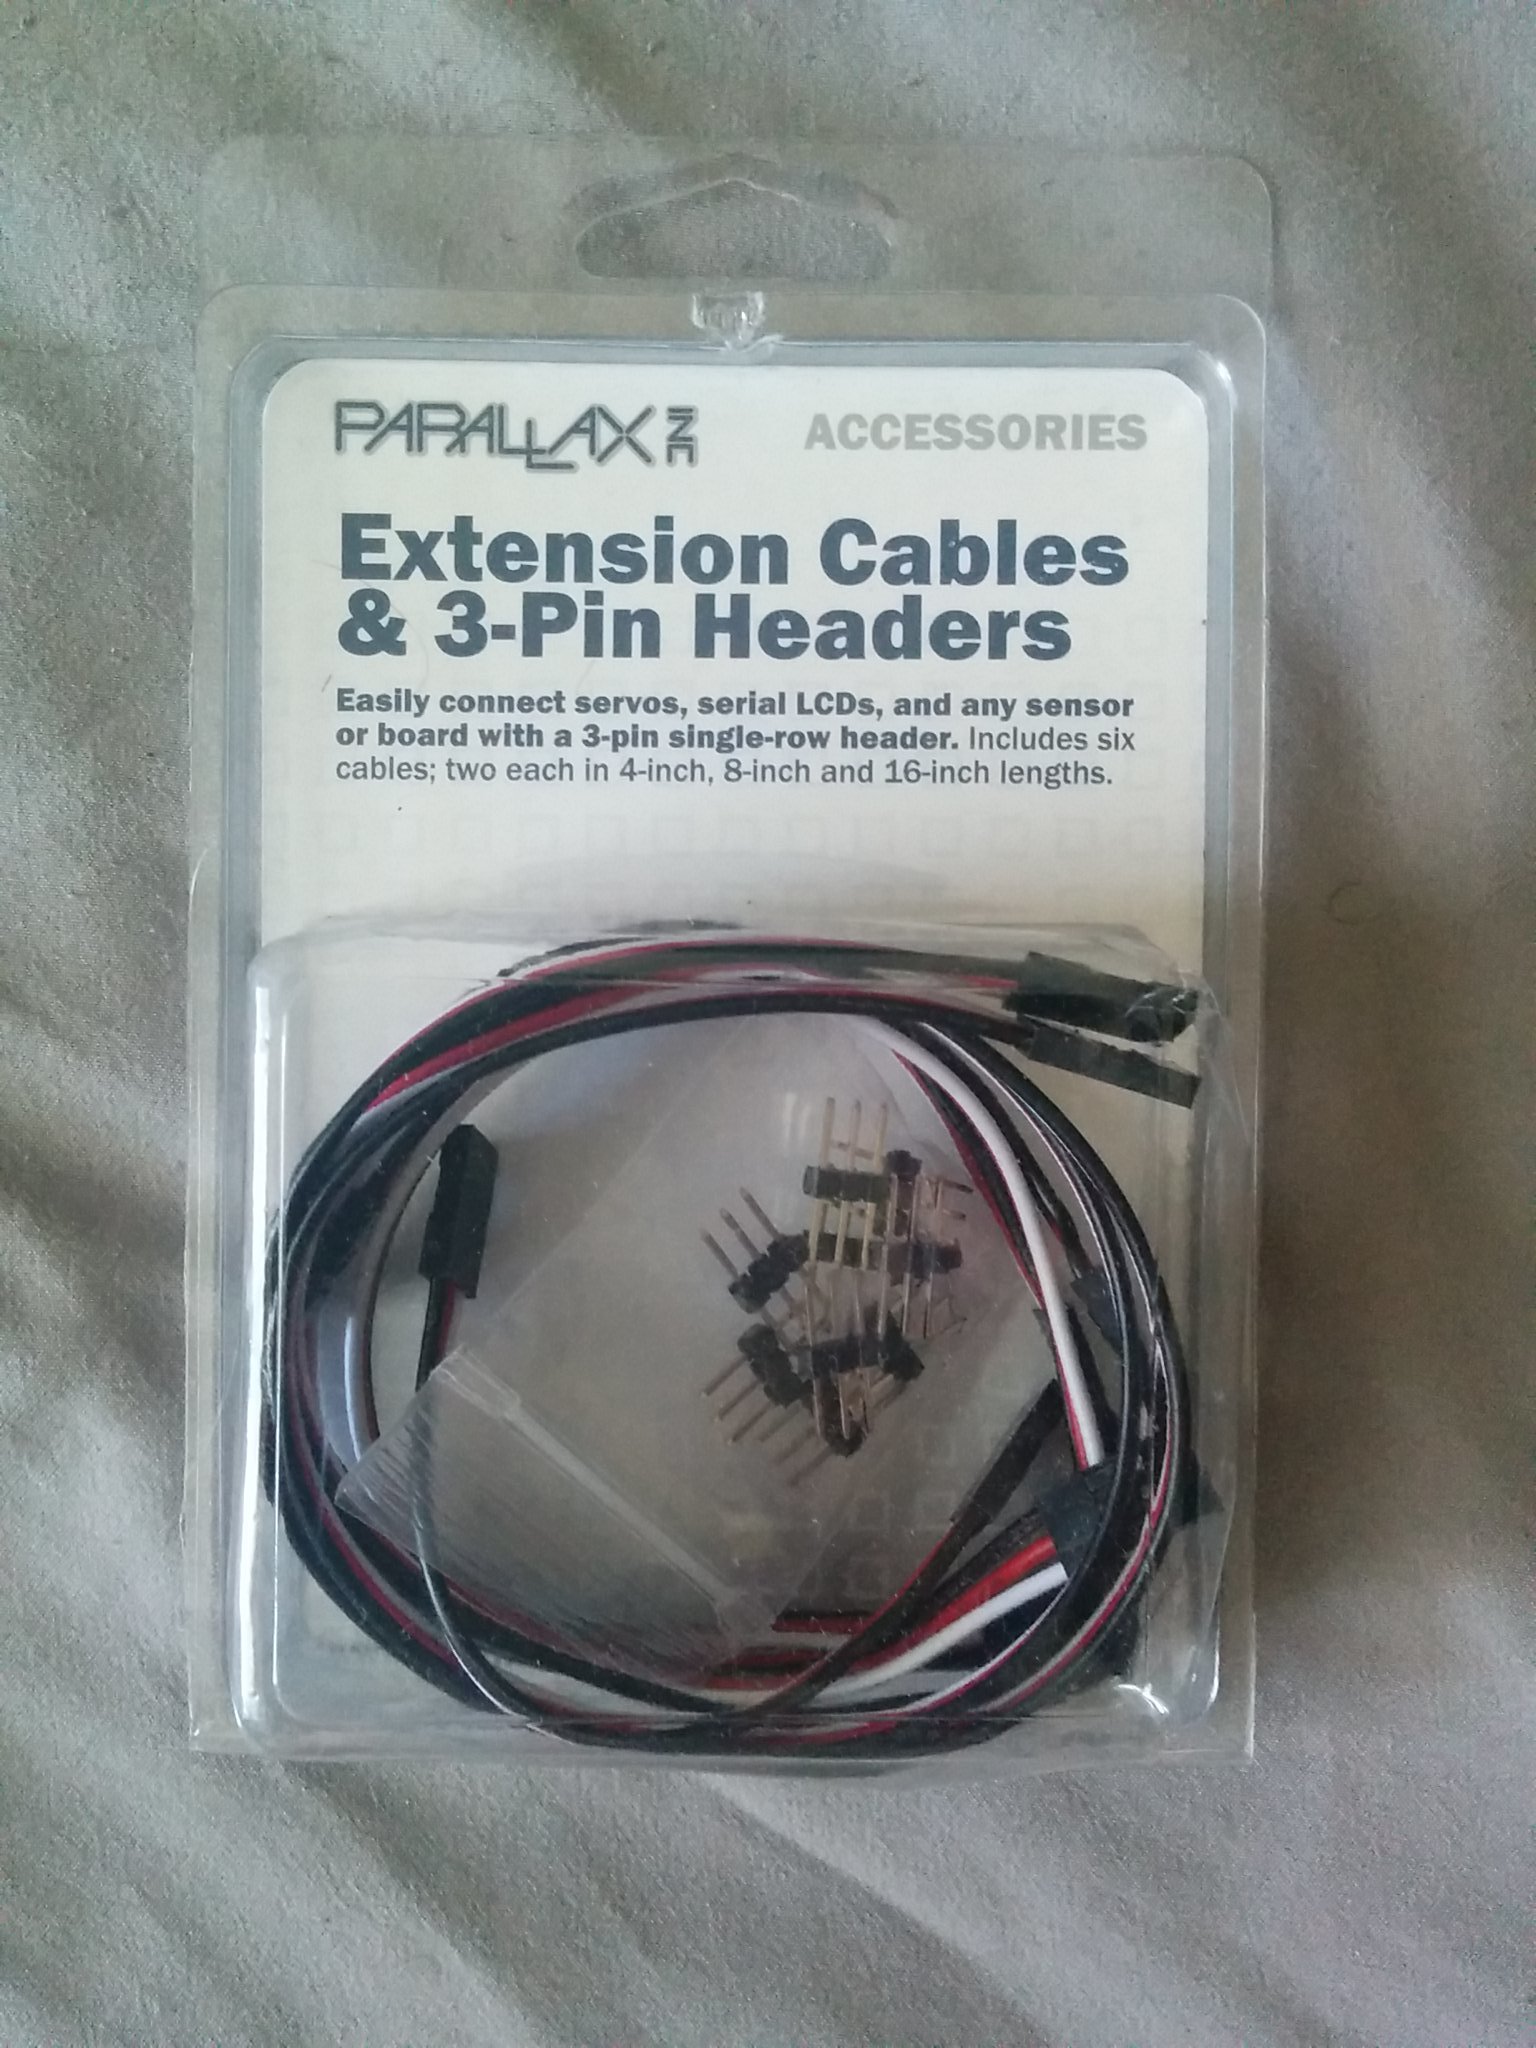 PARALLAX INC
ACCESSORIES
Extension Cables
& 3-Pin Headers
Easily connect servos, serial LCDs, and any sensor
or board with a 3-pin single-row header. Includes six
cables; two each in 4-inch, 8-inch and 16-inch lengths.